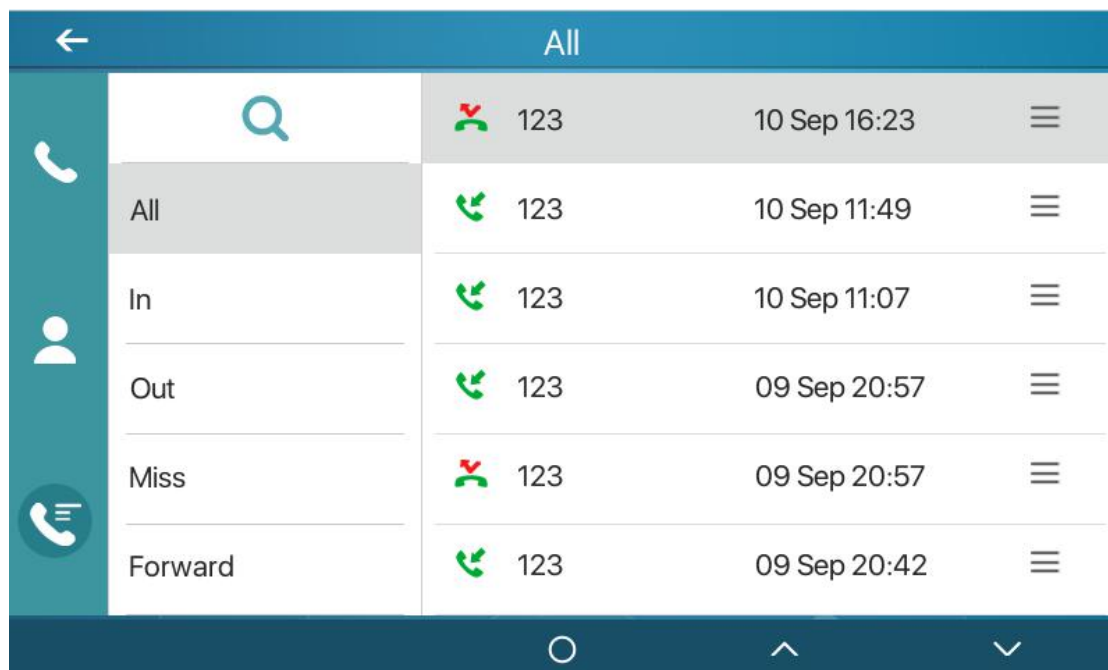 All
All
In
Out
Miss
Forward
123 10 Sep 16:23
123 10 Sep 11:49
123 10 Sep 11:07
123 09 Sep 20:57
123 09 Sep 20:57
123 09 Sep 20:42